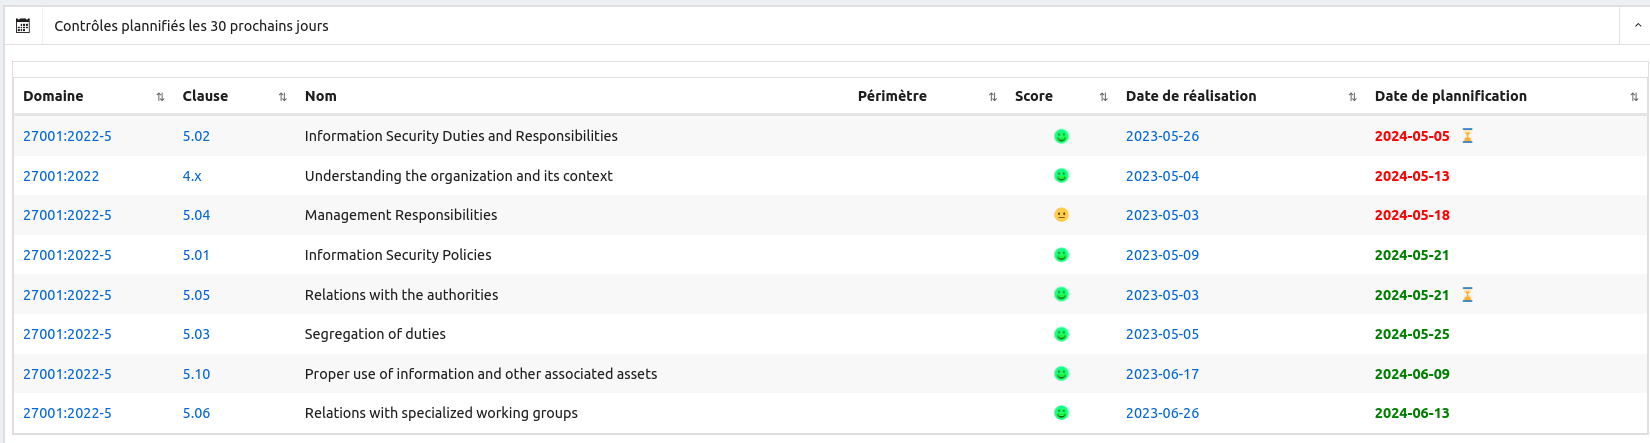 Contrôles plannifiés les 30 prochains jours
Domaine Clause Nom Périmètre Score Date de réalisation Date de plannification
27001:2022-5 5.02 Information Security Duties and Responsibilities 2023-05-26 2024-05-05
27001:2022 4.x Understanding the organization and its context 2023-05-04 2024-05-13
27001:2022-5 5.04 Management Responsibilities 2023-05-03 2024-05-18
27001:2022-5 5.01 Information Security Policies 2023-05-09 2024-05-21
27001:2022-5 5.05 Relations with the authorities 2023-05-03 2024-05-21
27001:2022-5 5.03 Segregation of duties 2023-05-05 2024-05-25
27001:2022-5 5.10 Proper use of information and other associated assets 2023-06-17 2024-06-09
27001:2022-5 5.06 Relations with specialized working groups 2023-06-26 2024-06-13